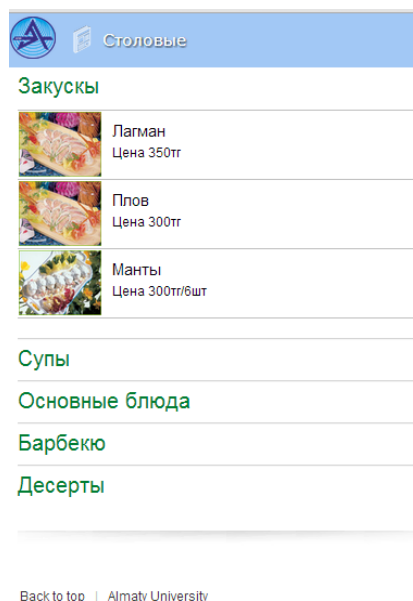 Столовые
Закускы
Лагман
Цена 350тг
Плов
Цена 300тг
Манты
Цена 300тг/6шт
Супы
Основные блюда
Барбекю
Десерты
Back to top | Almaty University